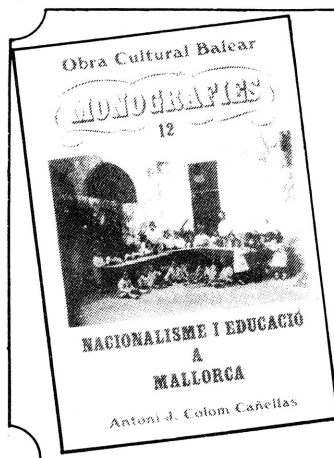 Obra Cultural Balear
MONOGRAFIES
12
NACIONALISME I EDUCACIÓ
A
MALLORCA
Antoni J. Colom Cañellas